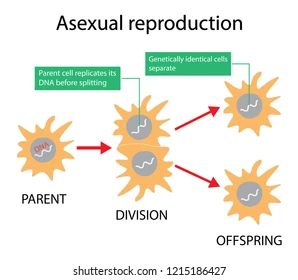 Asexual reproduction
Genetically identical cells
separate
Parent cell replicates its
DNA before splitting
DNA
PARENT
DIVISION
OFFSPRING
shutterstock.com · 1215186427